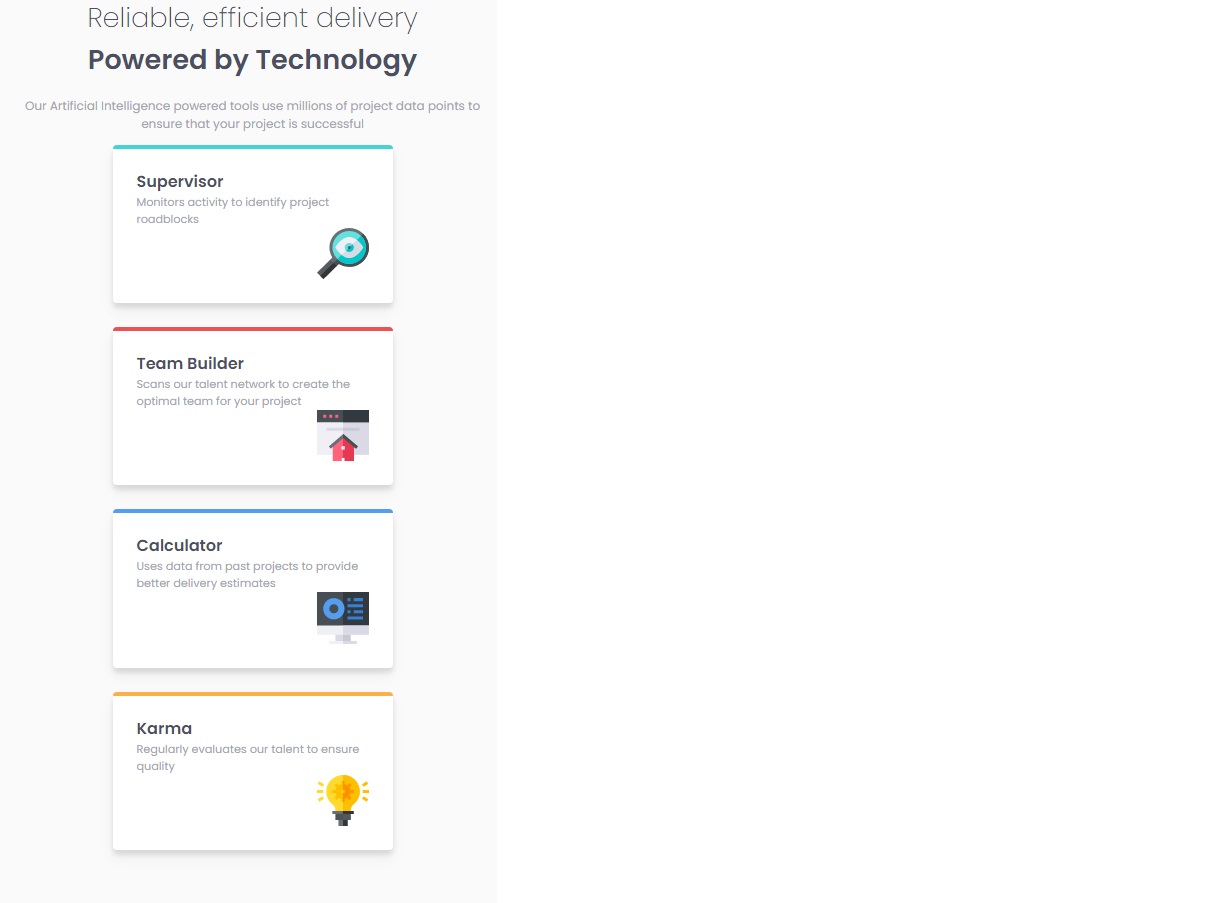 Reliable, efficient delivery
Powered by Technology
Our Artificial Intelligence powered tools use millions of project data points to
ensure that your project is successful
Supervisor
Monitors activity to identify project
roadblocks
Team Builder
Scans our talent network to create the
optimal team for your project
Calculator
Uses data from past projects to provide
better delivery estimates
Karma
Regularly evaluates our talent to ensure
quality